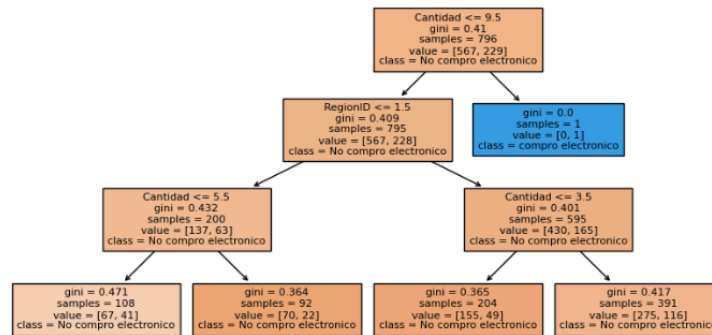 Cantidad <= 9.5
gini = 0.41
samples = 796
value = [567, 229]
class = No compro electronico
RegionID <= 1.5
gini = 0.409
samples = 795
value = [567, 228]
class = No compro electronico
gini = 0.0
samples = 1
value = [0, 1]
class = compro electronico
Cantidad <= 5.5
gini = 0.432
samples = 200
value = [137, 63]
class = No compro electronico
Cantidad <= 3.5
gini = 0.401
samples = 595
value = [430, 165]
class = No compro electronico
gini = 0.471
samples = 108
value = [67, 41]
class = No compro electronico
gini = 0.364
samples = 92
value = [70, 22]
class = No compro electronico
gini = 0.365
samples = 204
value = [155, 49]
class = No compro electronico
gini = 0.417
samples = 391
value = [275, 116]
class = No compro electronico